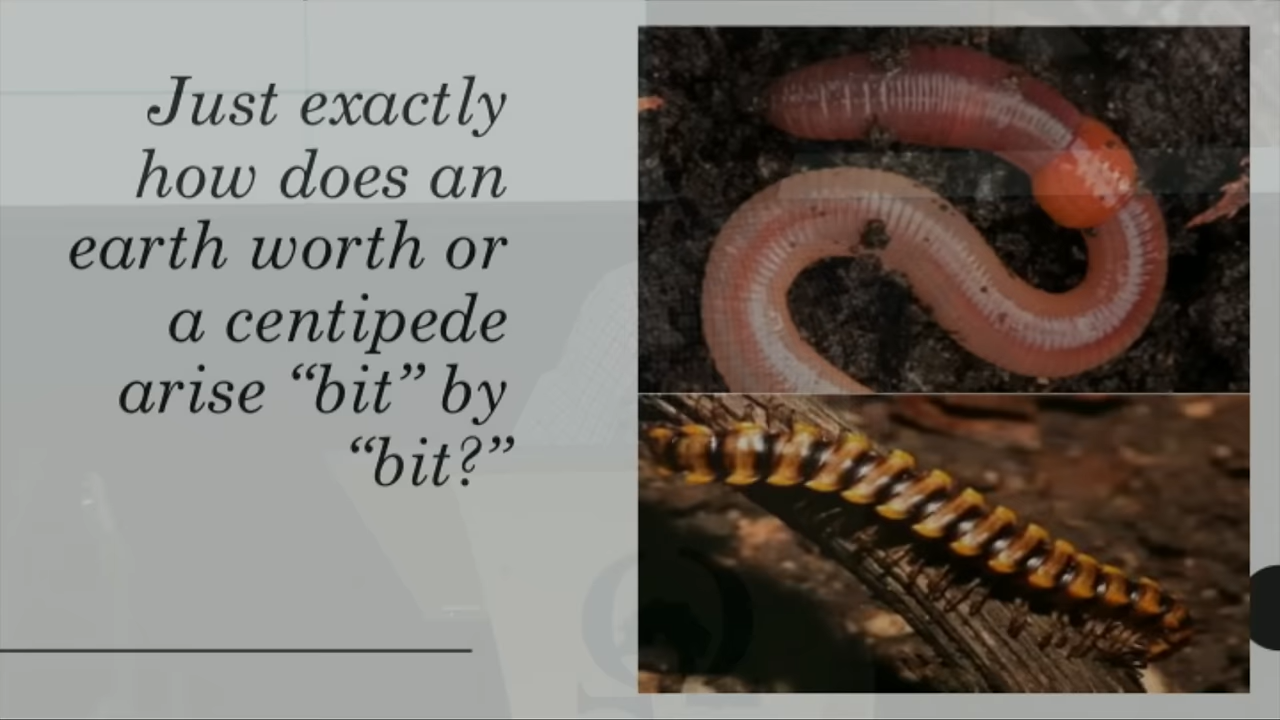 Just exactly
how does an
earth worth or
a centipede
arise “bit” by
“bit?”